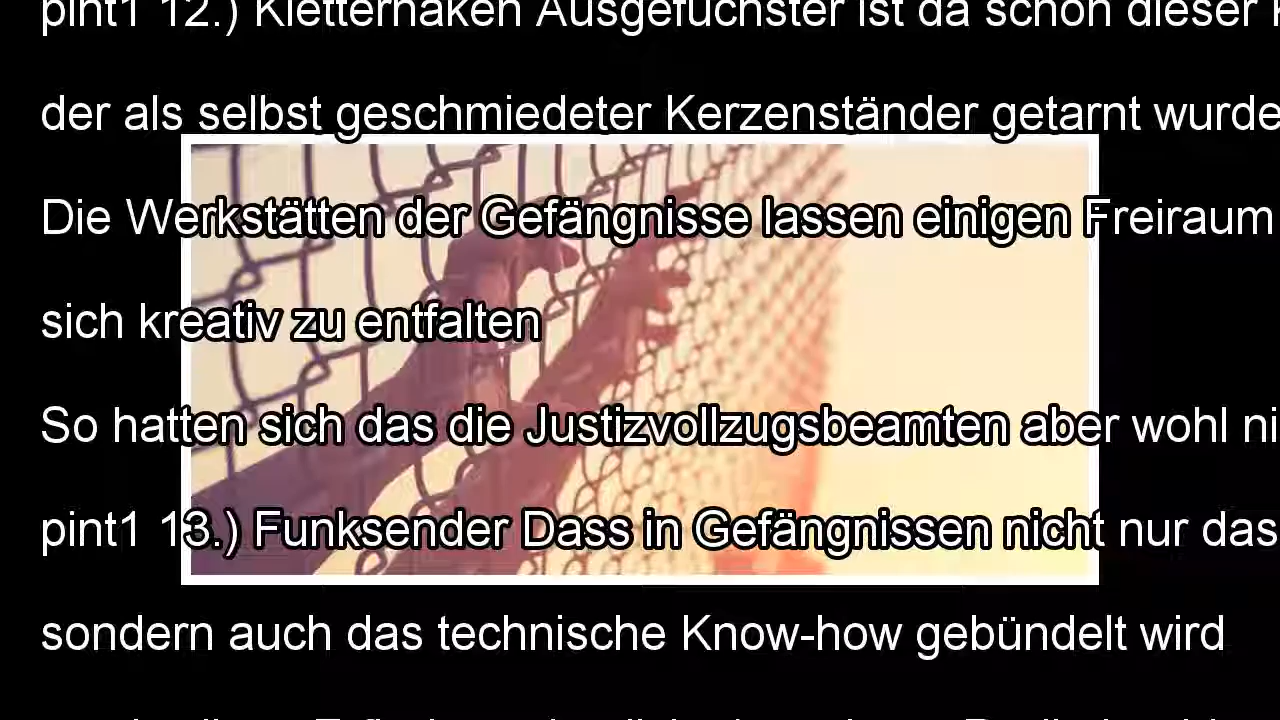 pint1 12.) Kletterhaken Ausgefuchster ist da schon dieser
der als selbst geschmiedeter Kerzenständer getarnt wurde
Die Werkstätten der Gefängnisse lassen einigen Freiraum
sich kreativ zu entfalten
So hatten sich das die Justizvollzugsbeamten aber wohl ni
pint1 13.) Funksender Dass in Gefängnissen nicht nur das
sondern auch das technische Know-how gebündelt wird